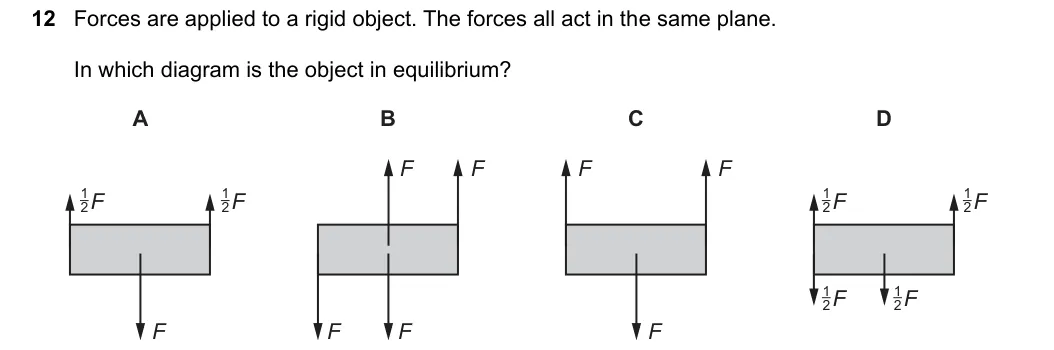 12 Forces are applied to a rigid object. The forces all act in the same plane.
In which diagram is the object in equilibrium?
A B C D
F F F F
½F ½F ½F ½F
½F ½F
F F F F